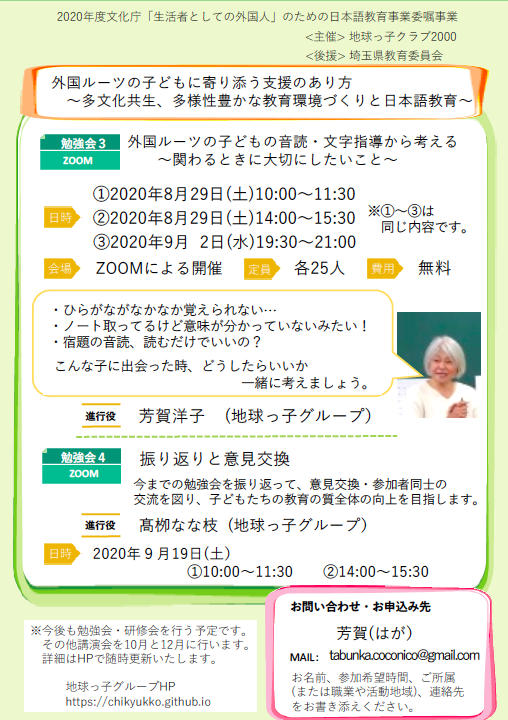 2020年度文化庁「生活者としての外国人」のための日本語教育事業委嘱事業
<主催> 地球っ子クラブ2000
<後援> 埼玉県教育委員会
外国ルーツの子どもに寄り添う支援のあり方
～多文化共生、多様性豊かな教育環境づくりと日本語教育～
勉強会3
ZOOM
外国ルーツの子どもの音読・文字指導から考える
～関わるときに大切にしたいこと～
日時
①2020年8月29日(土)10:00～11:30
②2020年8月29日(土)14:00～15:30
③2020年9月 2日(水)19:30～21:00
※①～③は
同じ内容です。
会場 ZOOMによる開催 定員 各25人 費用 無料
・ひらがながなかなか覚えられない…
・ノート取ってるけど意味が分かっていないみたい！
・宿題の音読、読むだけでいいの？
こんな子に出会った時、どうしたらいいか
一緒に考えましょう。
進行役 芳賀洋子 （地球っ子グループ）
勉強会4
ZOOM
振り返りと意見交換
今までの勉強会を振り返って、意見交換・参加者同士の
交流を図り、子どもたちの教育の質全体の向上を目指します。
進行役 髙栁なな枝（地球っ子グループ）
日時 2020年９月19日(土)
①10:00～11:30 ②14:00～15:30
お問い合わせ・お申込み先
芳賀(はが)
MAIL： tabunka.coconico@gmail.com
お名前、参加希望時間、ご所属
(または職業や活動地域)、連絡先
をお書き添えください。
※今後も勉強会・研修会を行う予定です。
その他講演会を10月と12月に行います。
詳細はHPで随時更新いたします。
地球っ子グループHP
https://chikyukko.github.io